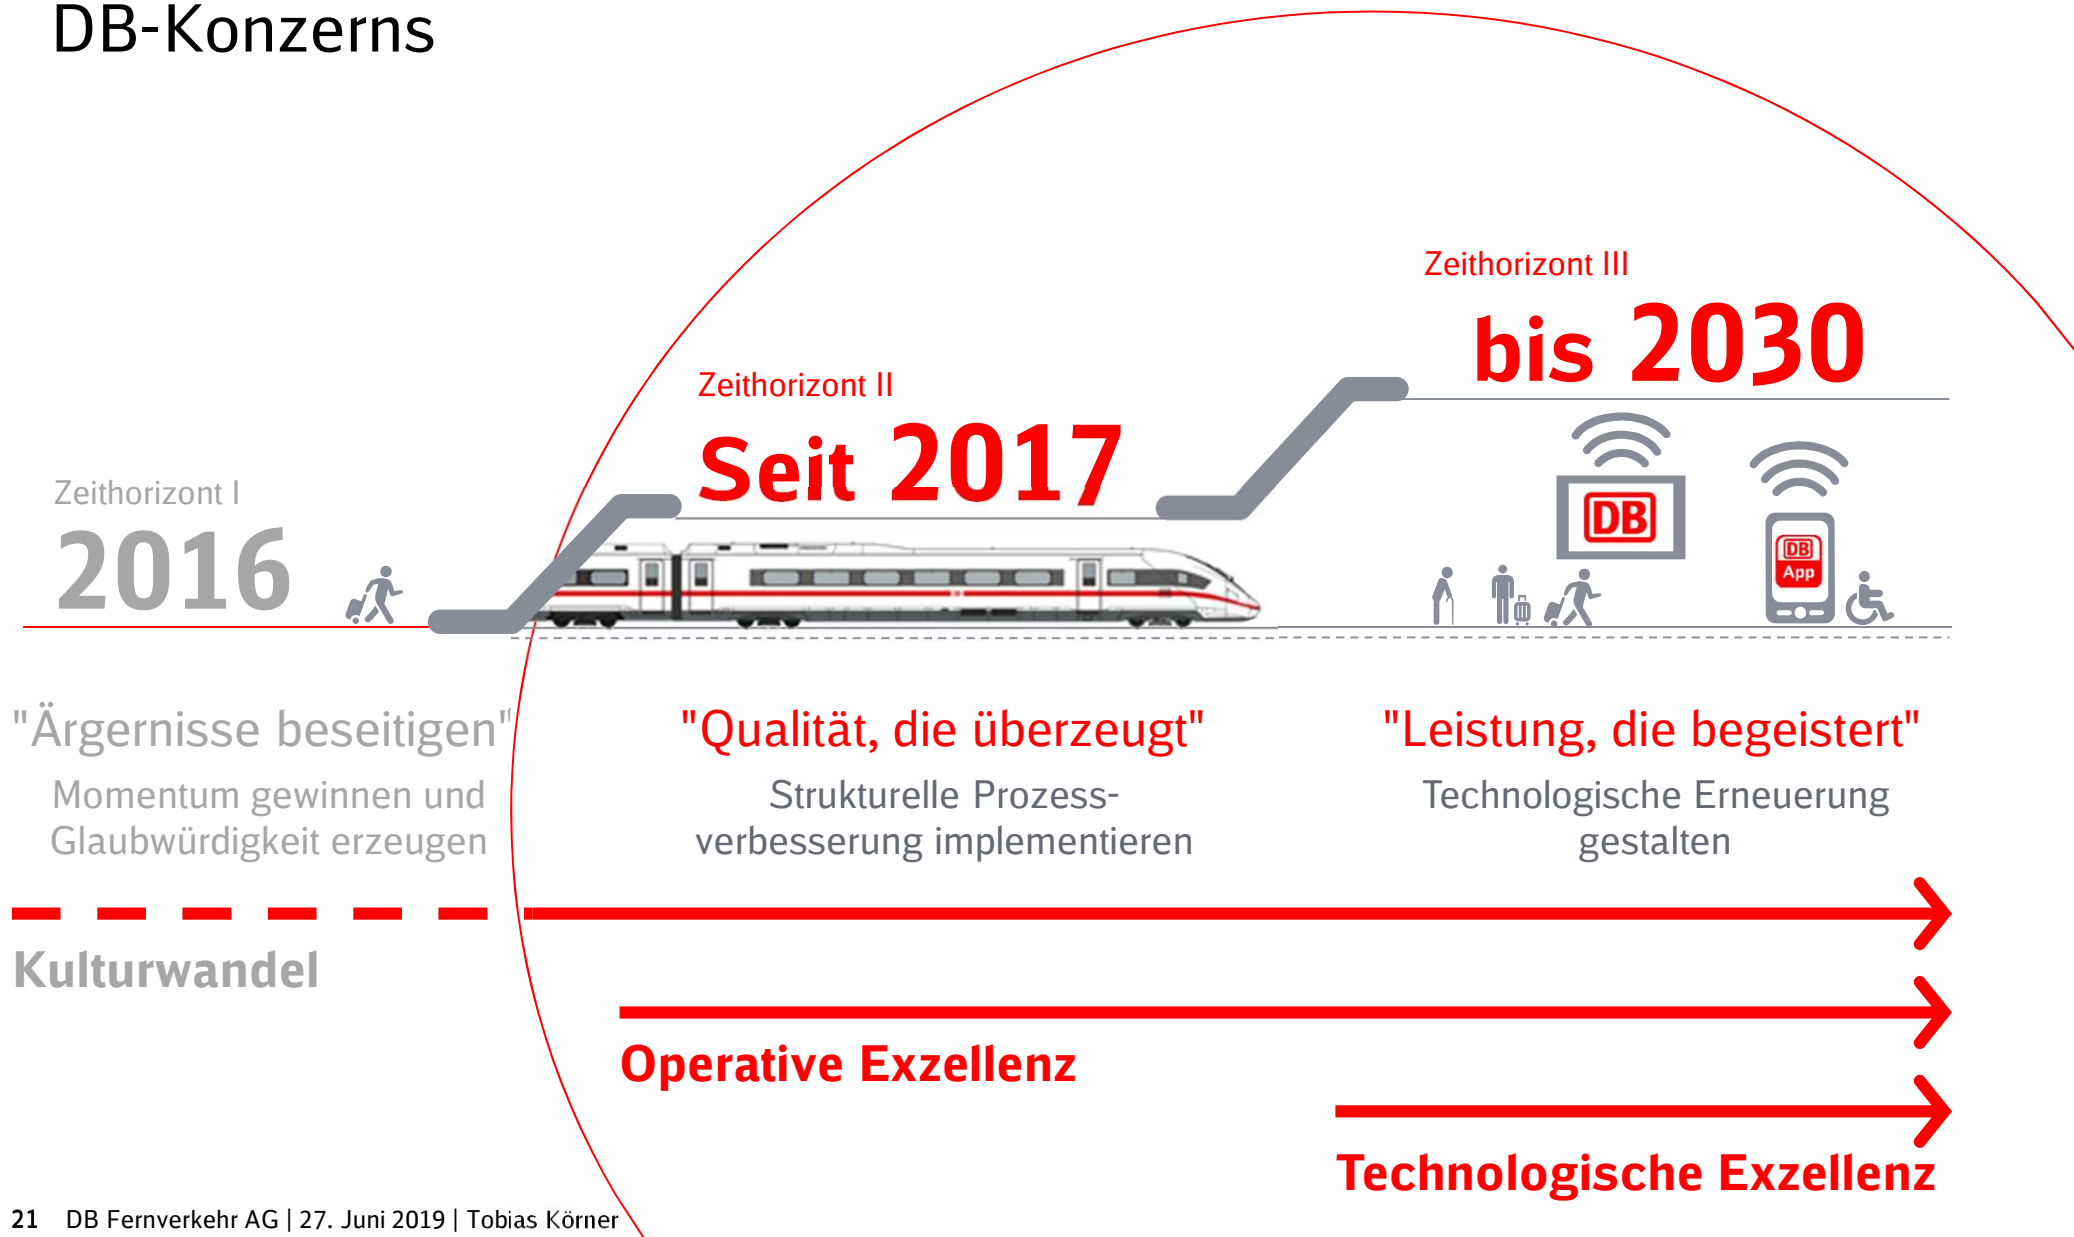 DB-Konzerns
Zeithorizont III
bis 2030
Zeithorizont II
Seit 2017
Zeithorizont I
2016
DB
DB
App
"Ärgernisse beseitigen"
Momentum gewinnen und
Glaubwürdigkeit erzeugen
"Qualität, die überzeugt"
Strukturelle Prozess-
verbesserung implementieren
"Leistung, die begeistert"
Technologische Erneuerung
gestalten
Kulturwandel
Operative Exzellenz
Technologische Exzellenz
21 DB Fernverkehr AG | 27. Juni 2019 | Tobias Körner